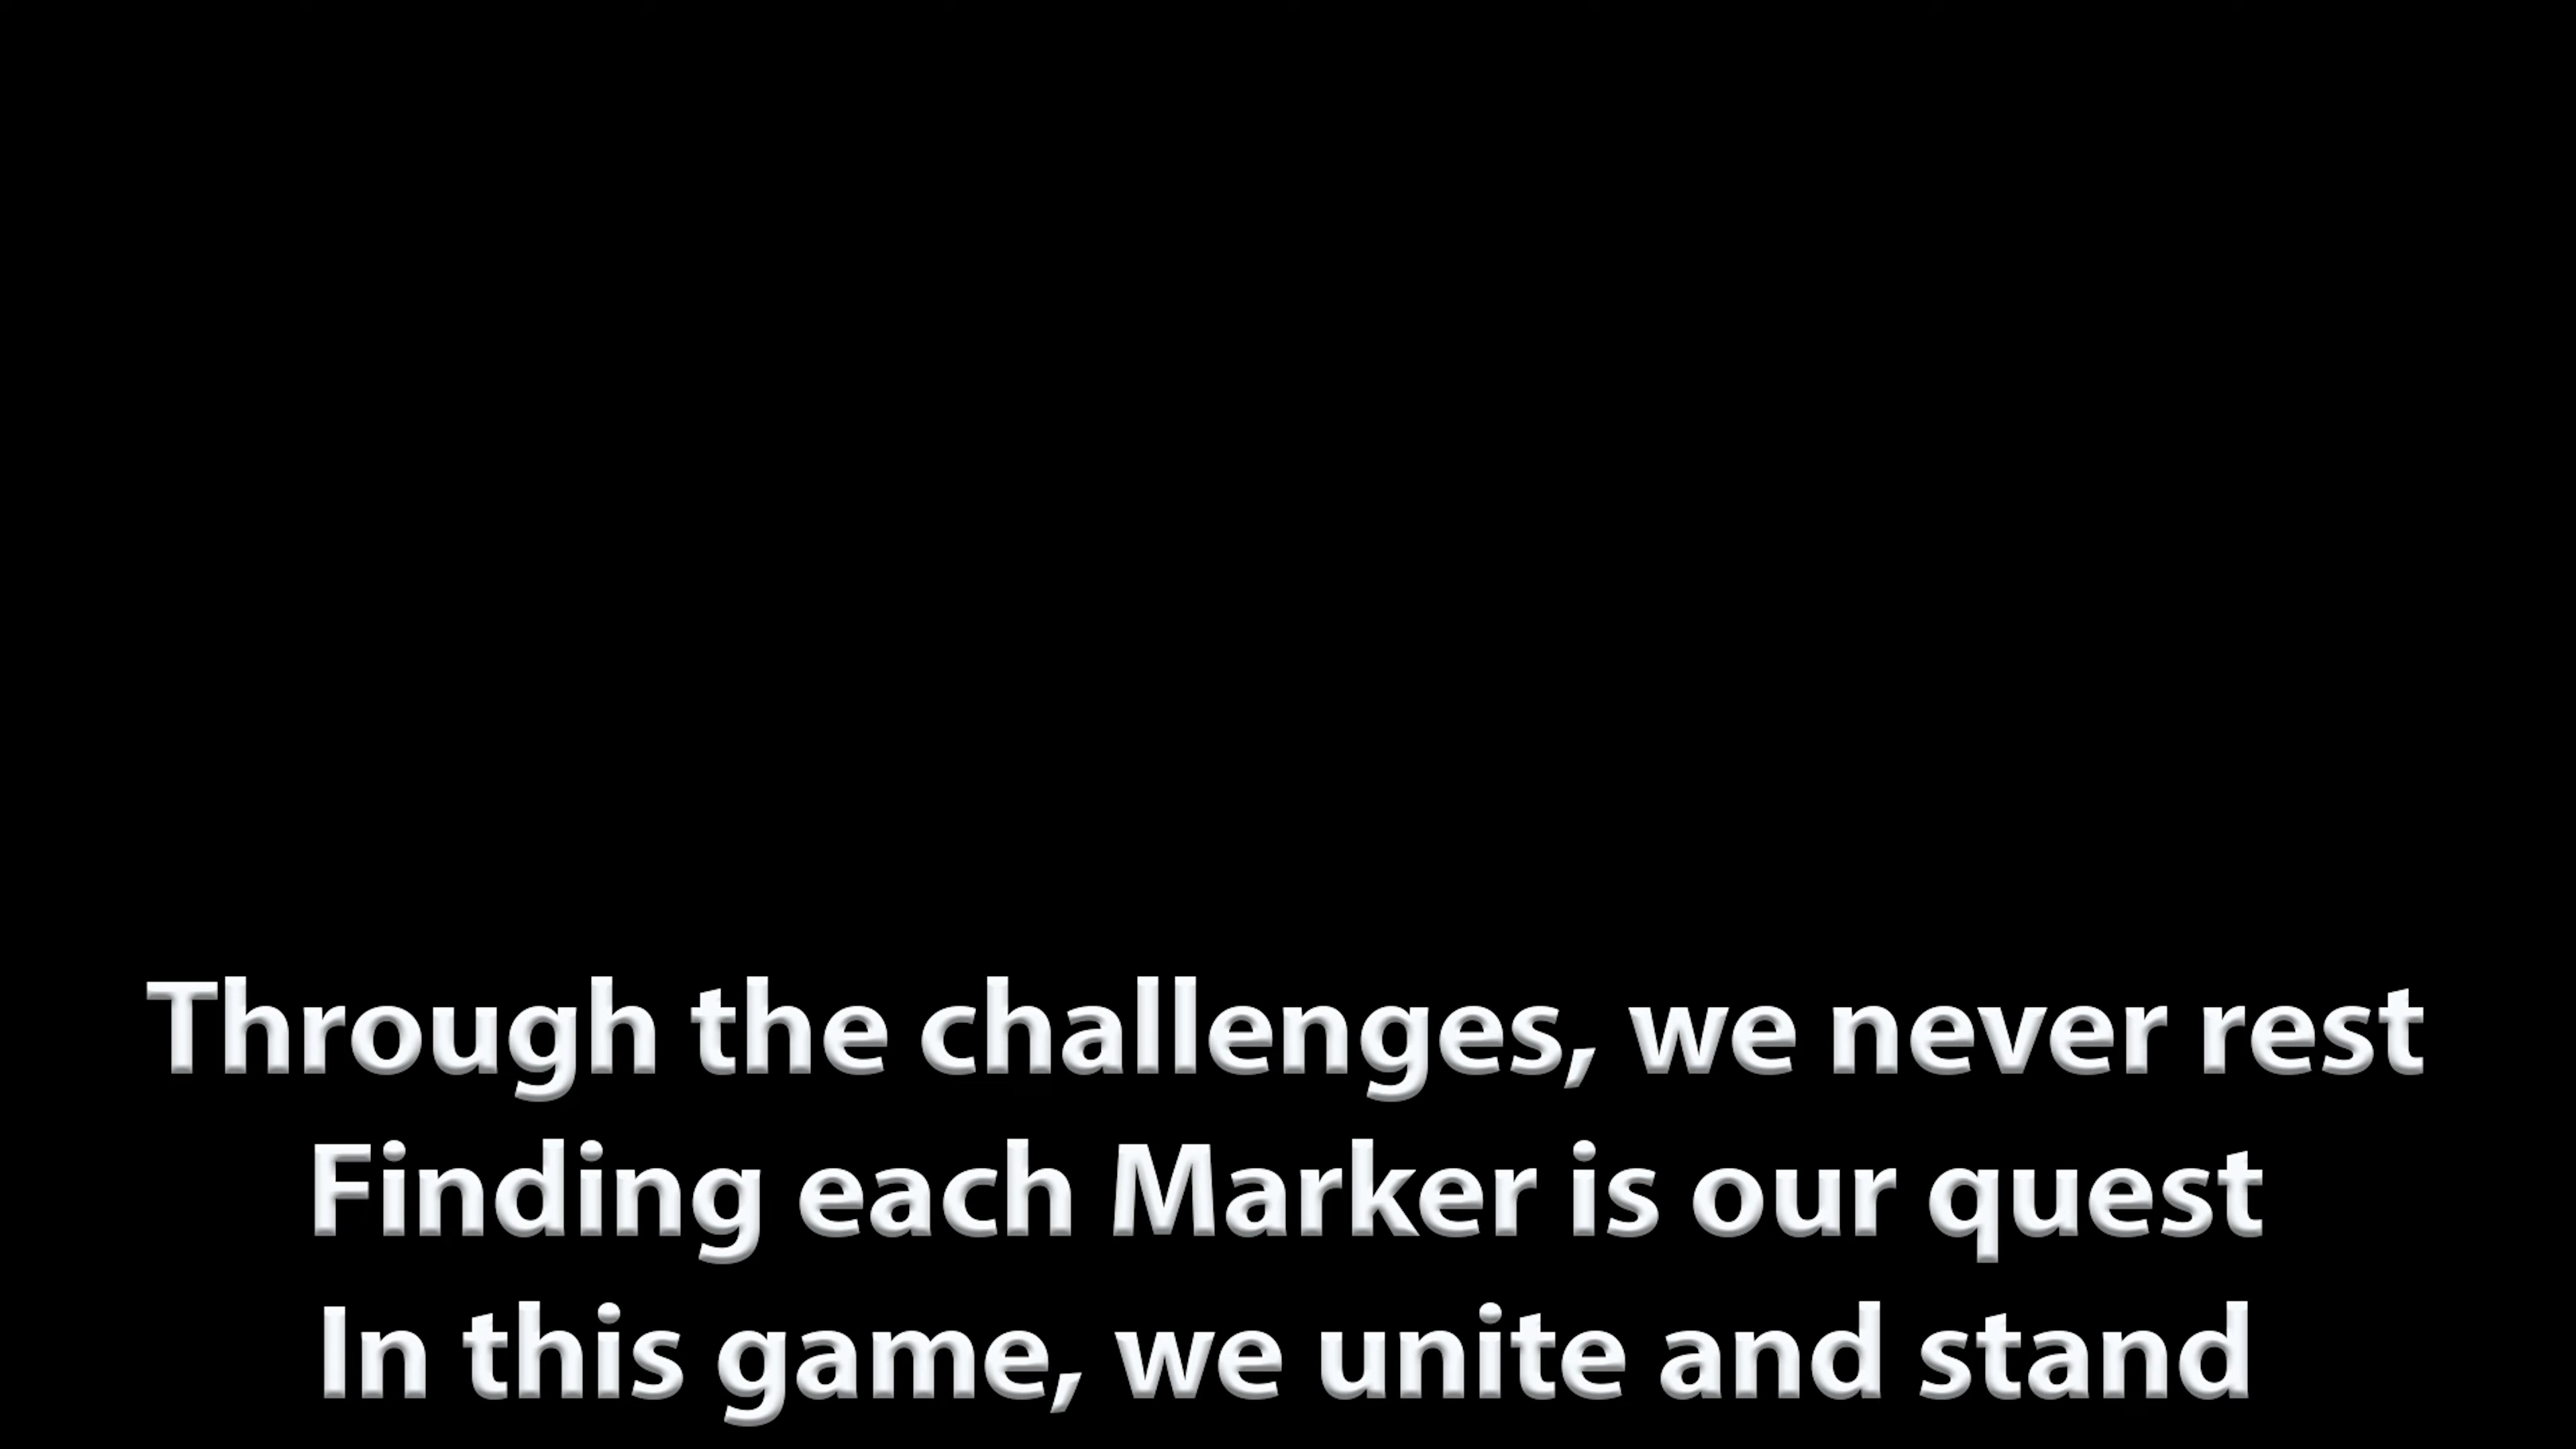 Through the challenges, we never rest
Finding each Marker is our quest
In this game, we unite and stand